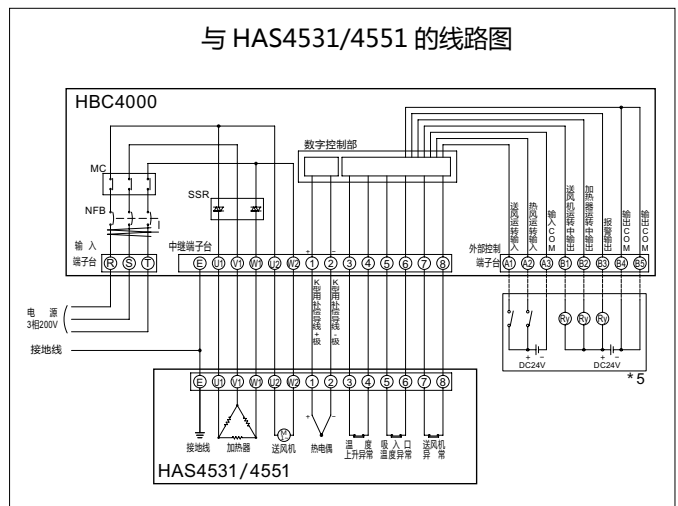 与 HAS4531/4551 的线路图
HBC4000
数字控制部
MC
SSR
NFB
送风运转输入
热风运转输入
输入COM
送风机运转中输出
加热器运转中输出
报警输出
输出COM
输出COM
输 入
端子台
R S T
中继端子台
E U1 V1 W1 U2 W2 1 2 3 4 5 6 7 8
+ −
外部控制
端子台
A1 A2 A3 B1 B2 B3 B4 B5
K型用补偿导线+极
K型用补偿导线-极
电 源
3相200V
接地线
Ry Ry Ry
+ −
DC24V
+ −
DC24V
*5
E U1 V1 W1 U2 W2 1 2 3 4 5 6 7 8
M
+ −
接地线
加热器
送风机
热电偶
温 度
上升异常
吸 入 口
温度异常
送风机
异 常
HAS4531/4551